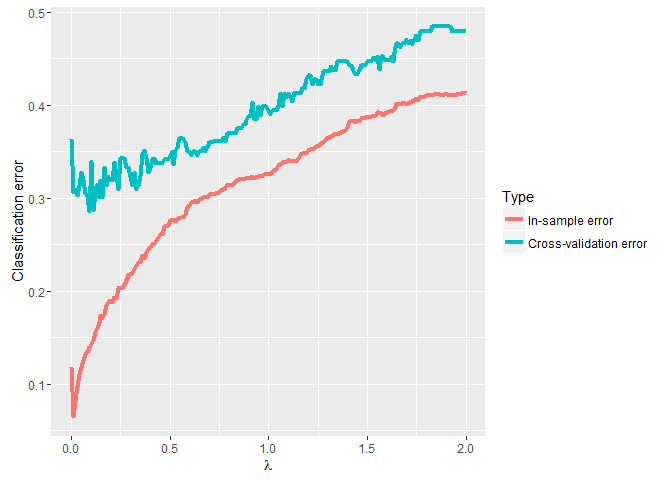 0.5
0.4
0.3
0.2
0.1
Classification error
0.0
0.5
1.0
1.5
2.0
λ
Type
In-sample error
Cross-validation error